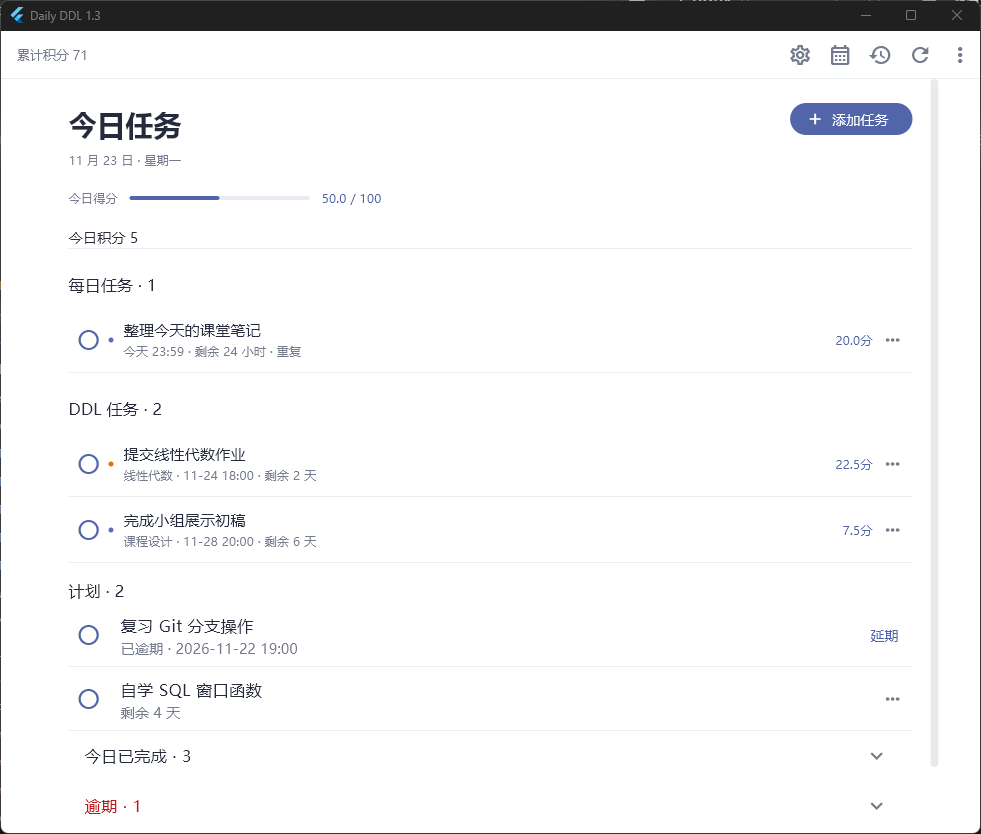 Daily DDL 1.3
累计积分 71
今日任务
添加任务
11 月 23 日 · 星期一
今日得分 50.0 / 100
今日积分 5
每日任务 · 1
整理今天的课堂笔记
今天 23:59 · 剩余 24 小时 · 重复
20.0分
DDL 任务 · 2
提交线性代数作业
线性代数 · 11-24 18:00 · 剩余 2 天
22.5分
完成小组展示初稿
课程设计 · 11-28 20:00 · 剩余 6 天
7.5分
计划 · 2
复习 Git 分支操作
已逾期 · 2026-11-22 19:00
延期
自学 SQL 窗口函数
剩余 4 天
今日已完成 · 3
逾期 · 1